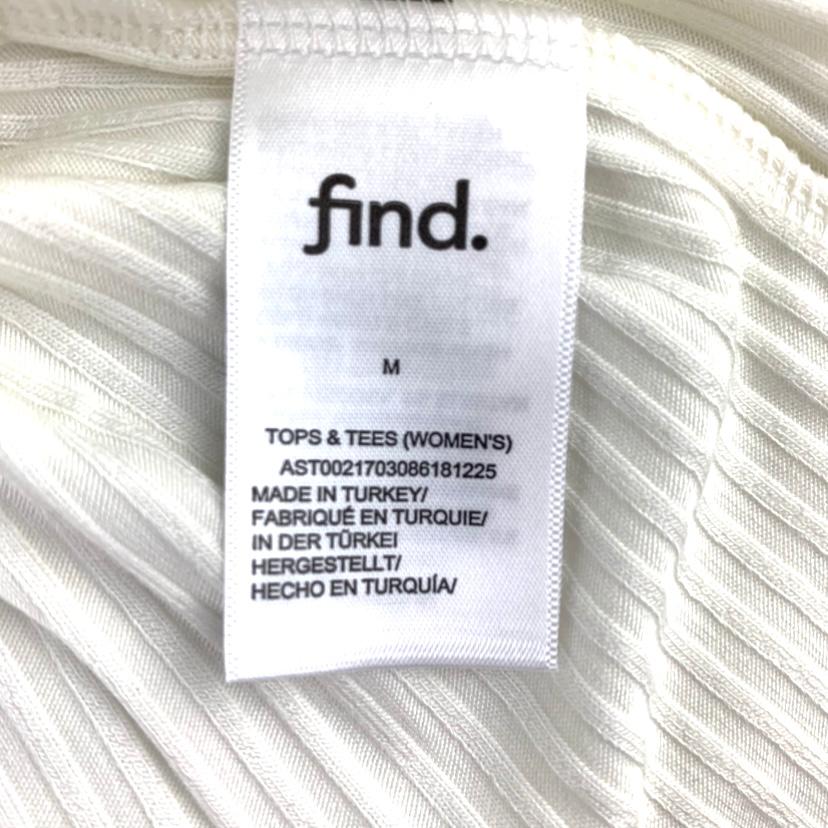 find.
M
TOPS & TEES (WOMEN'S)
AST0021703086181225
MADE IN TURKEY/
FABRIQUÉ EN TURQUIE/
IN DER TÜRKEI
HERGESTELLT/
HECHO EN TURQUÍA/